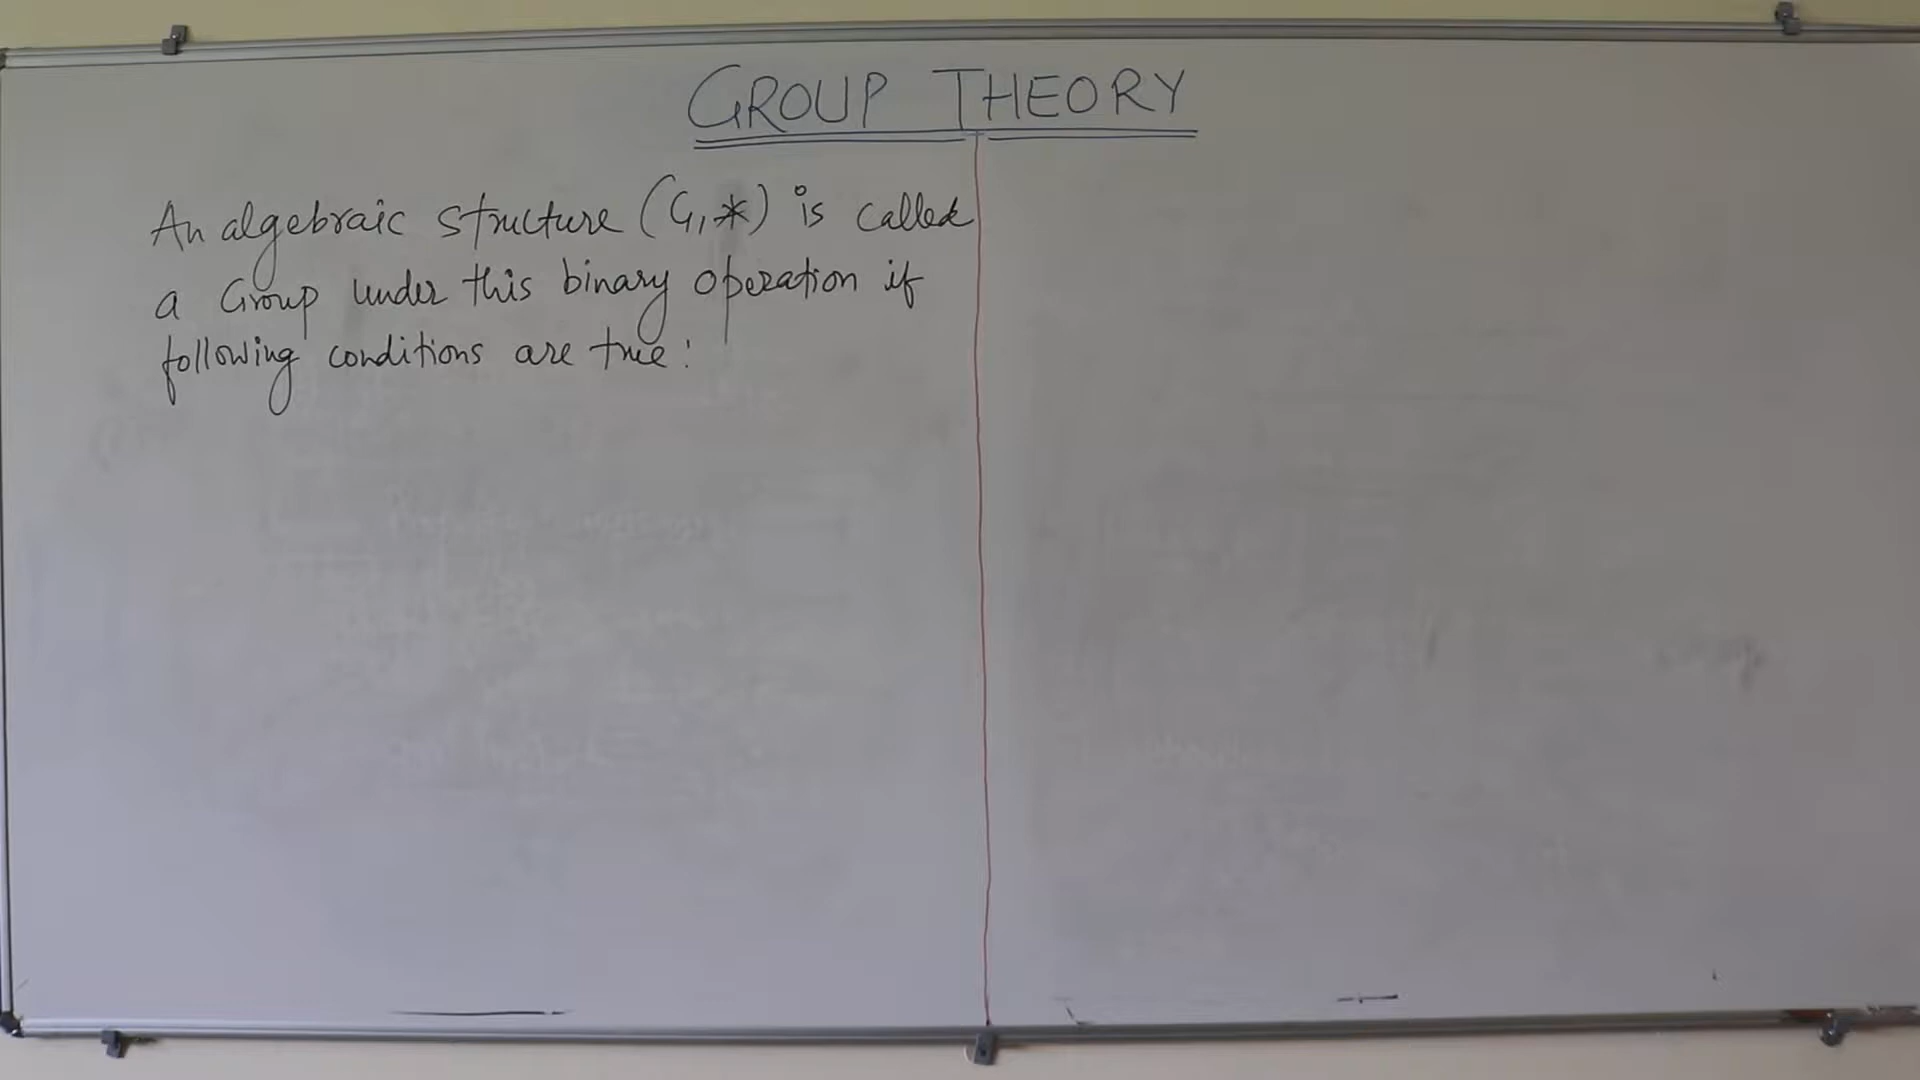 GROUP THEORY
An algebraic structure (G,*) is called
a Group under this binary operation if
following conditions are true: